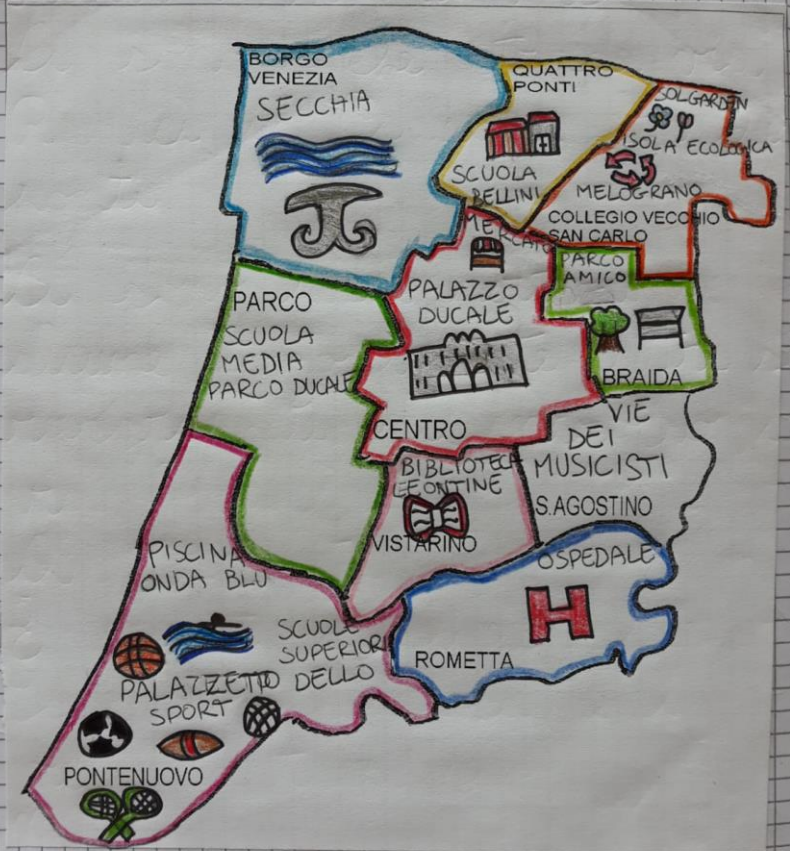 BORGO
VENEZIA
SECCHIA
QUATTRO
PONTI
SCUOLA
BELLINI
SOLGARDEN
ISOLA ECOLOGICA
MELOGRANO
COLLEGIO VECCHIO
SAN CARLO
MERCATO
PALAZZO
DUCALE
CENTRO
PARCO
AMICO
BRAIDA
PARCO
SCUOLA
MEDIA
PARCO DUCALE
VIE
DEI
MUSICISTI
S.AGOSTINO
BIBLIOTECA
LEONTINE
VISTARINO
OSPEDALE
H
ROMETTA
PISCINA
ONDA BLU
SCUOLE
SUPERIORI
PALAZZETTO DELLO
SPORT
PONTENUOVO